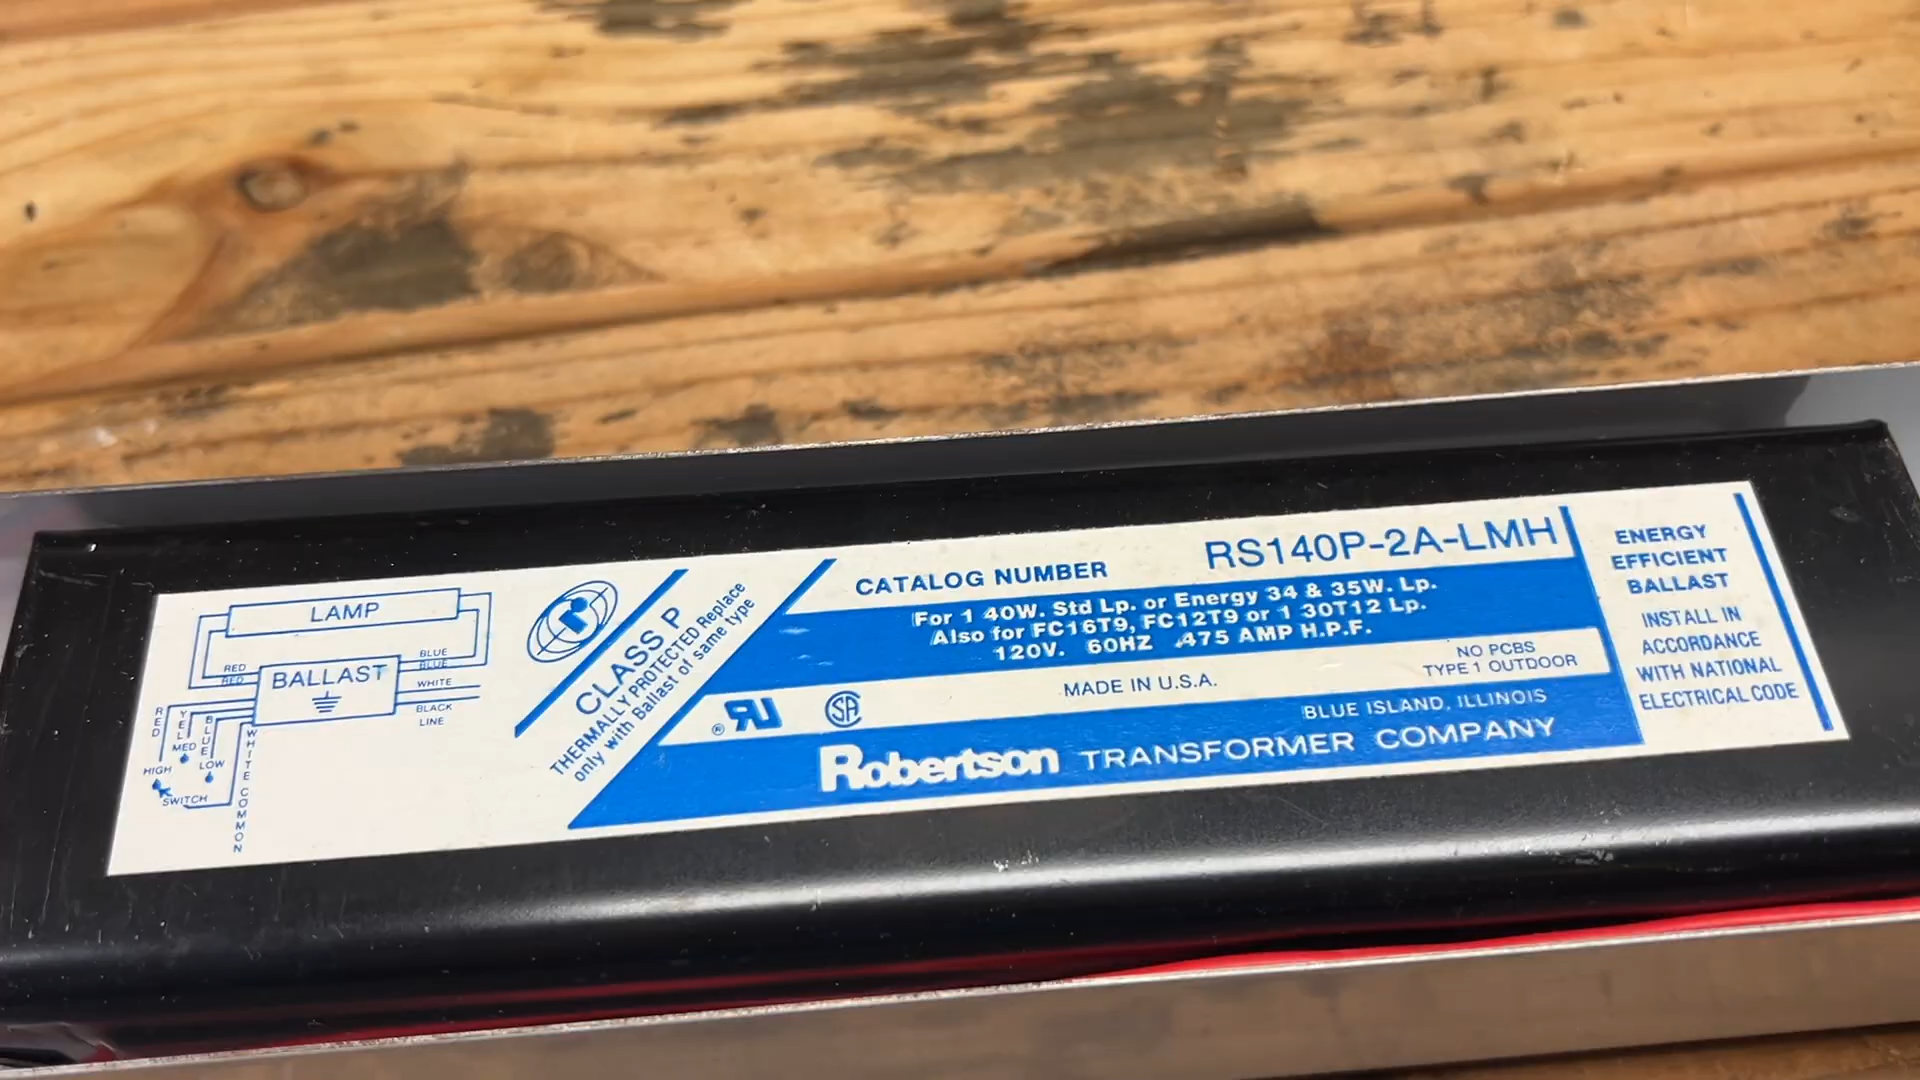 LAMP
RED
RED
BALLAST
BLUE
BLUE
WHITE
BLACK
LINE
RED
YEL
BLUE
WHITE COMMON
MED
HIGH
LOW
SWITCH
r
CLASS P
THERMALLY PROTECTED Replace
only with Ballast of same type
CATALOG NUMBER RS140P-2A-LMH
For 1 40W. Std Lp. or Energy 34 & 35W. Lp.
Also for FC16T9, FC12T9 or 1 30T12 Lp.
120V. 60HZ .475 AMP H.P.F.
NO PCBS
MADE IN U.S.A. TYPE 1 OUTDOOR
RU
SA
BLUE ISLAND, ILLINOIS
Robertson TRANSFORMER COMPANY
ENERGY
EFFICIENT
BALLAST
INSTALL IN
ACCORDANCE
WITH NATIONAL
ELECTRICAL CODE